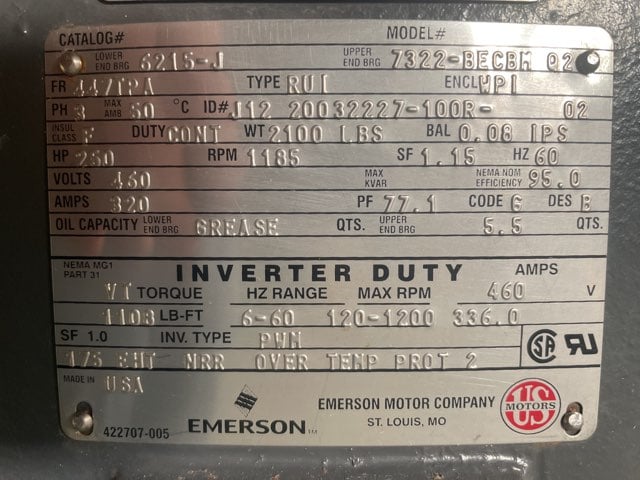 CATALOG# MODEL#
LOWER END BRG 6215-J UPPER END BRG 7322-BECBM 02
FR 447TPA TYPE RUI ENCL WPI
PH 3 MAX AMB 50 °C ID# J12 20032227-100R- 02
INSUL CLASS F DUTY CONT WT 2100 LBS BAL 0.08 IPS
HP 250 RPM 1185 SF 1.15 HZ 60
VOLTS 460 MAX KVAR NEMA NOM EFFICIENCY 95.0
AMPS 320 PF 77.1 CODE G DES B
OIL CAPACITY LOWER END BRG GREASE QTS. UPPER END BRG 5.5 QTS.
NEMA MG1 PART 31 INVERTER DUTY AMPS
VT TORQUE HZ RANGE MAX RPM 460 V
1108 LB-FT 6-60 120-1200 336.0
SF 1.0 INV. TYPE PWM
1/5 EHT NRR OVER TEMP PROT 2
MADE IN USA
EMERSON MOTOR COMPANY
ST. LOUIS, MO
422707-005 EMERSON™
US MOTORS
SA
UR